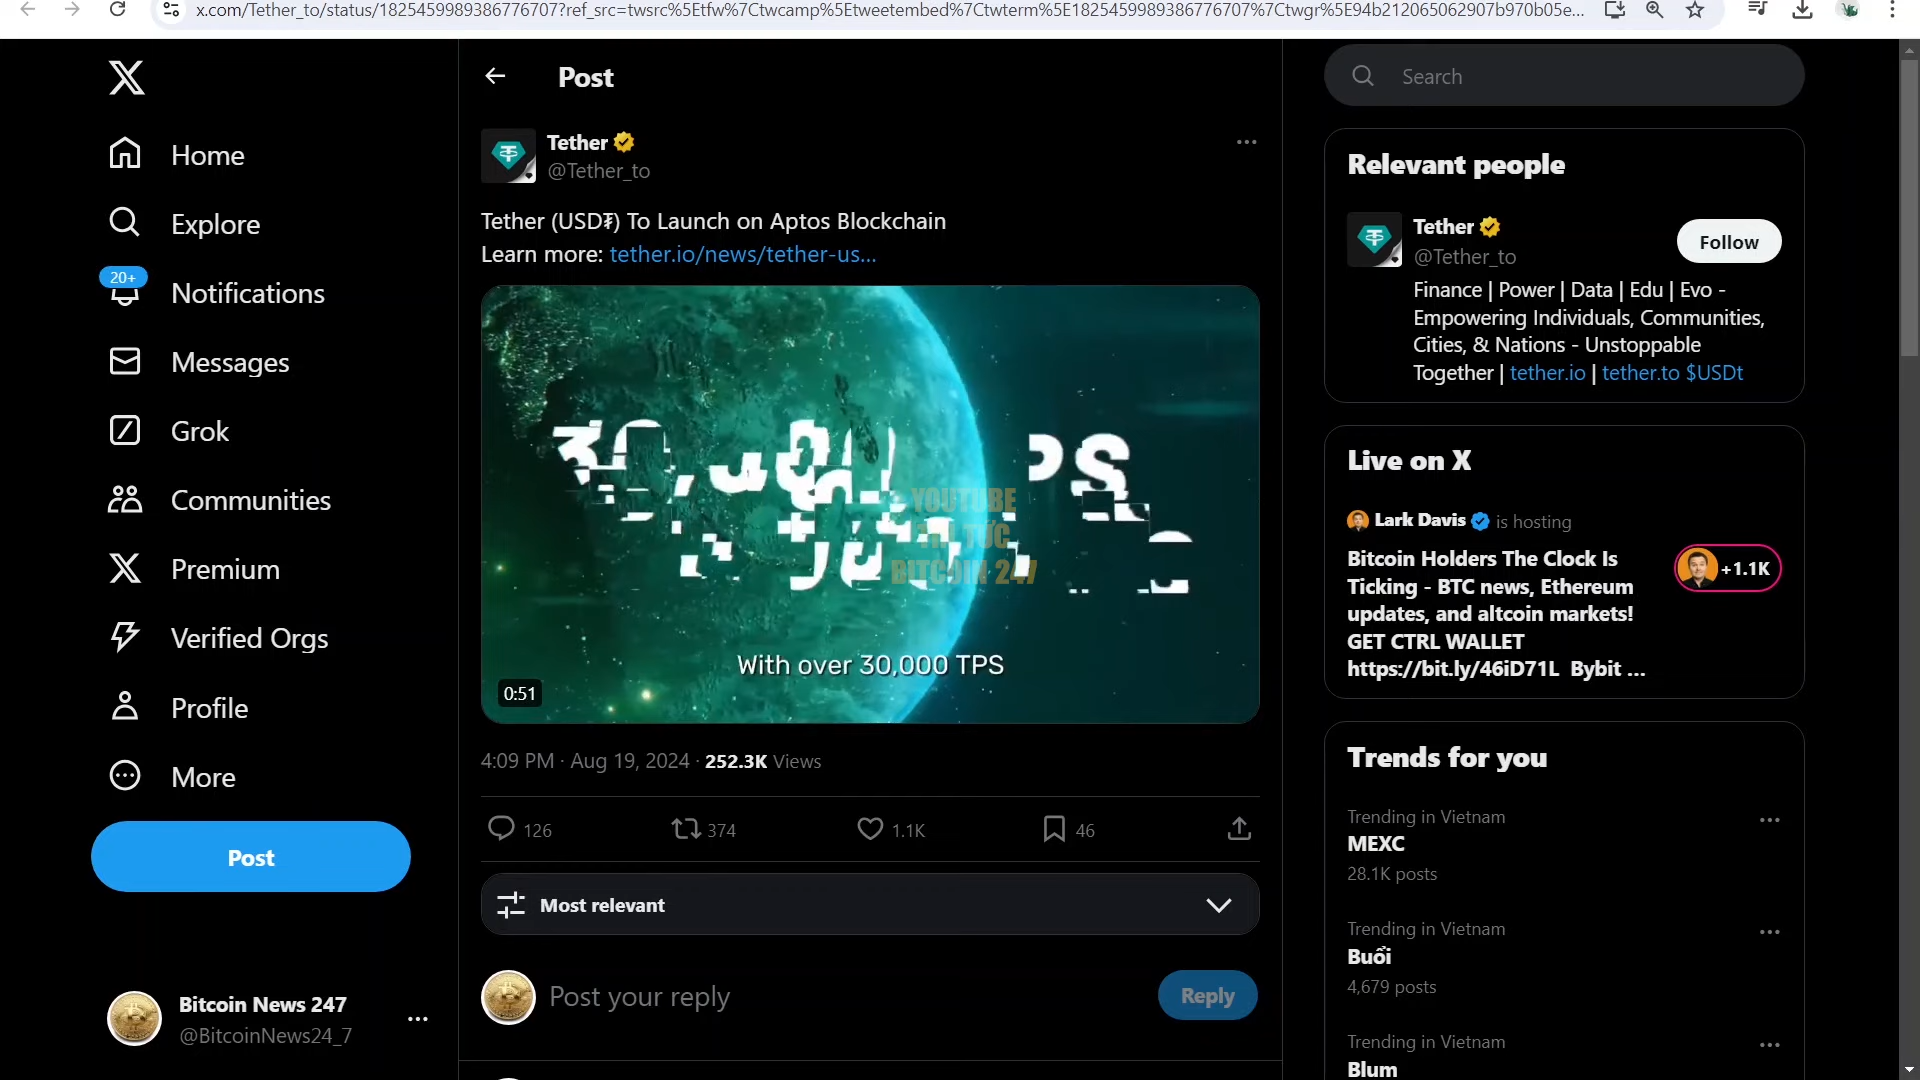 x.com/Tether_to/status/1825459989386776707?ref_src=twsrc%5Etfw%7Ctwcamp%5Etweetembed%7Ctwterm%5E1825459989386776707%7Ctwgr%5E94b212065062907b970b05e...
Home
Explore
20+
Notifications
Messages
Grok
Communities
Premium
Verified Orgs
Profile
More
Post
Bitcoin News 247
@BitcoinNews24_7
Post
Tether
@Tether_to
Tether (USD₮) To Launch on Aptos Blockchain
Learn more: tether.io/news/tether-us...
YOUTUBE
TIN TỨC
BITCOIN 247
With over 30,000 TPS
0:51
4:09 PM · Aug 19, 2024 · 252.3K Views
126
374
1.1K
46
Most relevant
Post your reply
Reply
Search
Relevant people
Tether
@Tether_to
Follow
Finance | Power | Data | Edu | Evo -
Empowering Individuals, Communities,
Cities, & Nations - Unstoppable
Together | tether.io | tether.to $USDt
Live on X
Lark Davis is hosting
Bitcoin Holders The Clock Is
Ticking - BTC news, Ethereum
updates, and altcoin markets!
GET CTRL WALLET
https://bit.ly/46iD71L Bybit ...
+1.1K
Trends for you
Trending in Vietnam
MEXC
28.1K posts
Trending in Vietnam
Buổi
4,679 posts
Trending in Vietnam
Blum